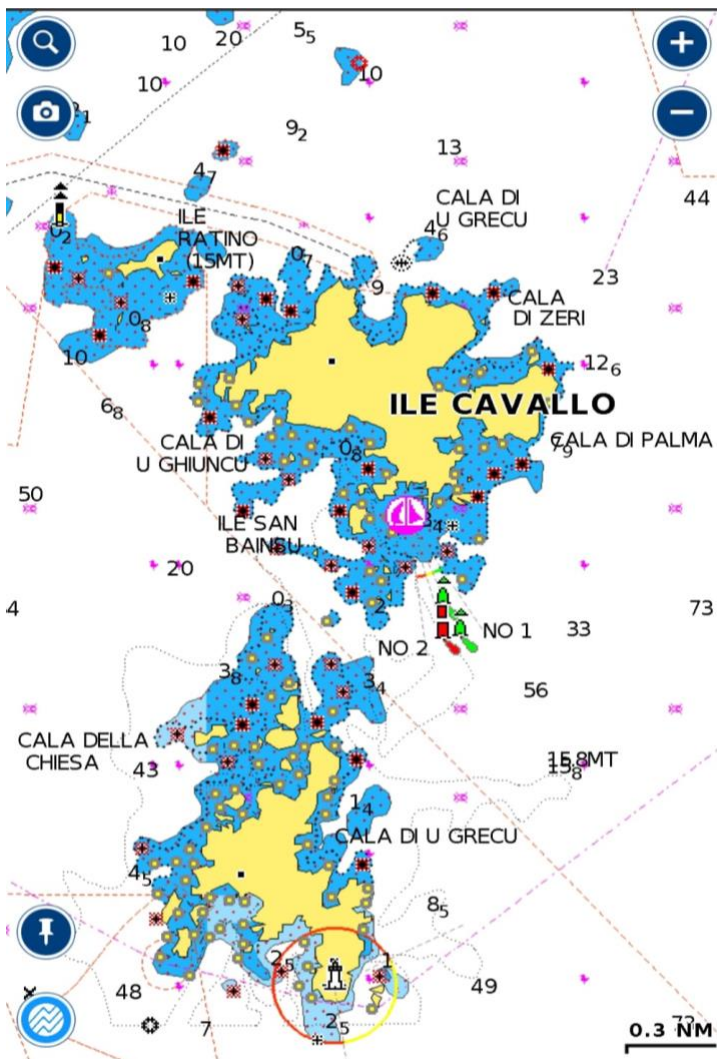 5₅
10
20
10
10
9₂
13
4₇
44
CALA DI
U GRECU
4₆
ILE
RATINO
(15MT)
0₇
23
9
CALA
DI ZERI
0₈
10
12₆
6₈
ILE CAVALLO
CALA DI
U GHIUNCU
0₈
CALA DI PALMA
79
50
3₄
ILE SAN
BAINSU
20
0₃
2
4
73
NO 2
NO 1
33
3₈
3₄
56
CALA DELLA
CHIESA
43
15.8MT
15₈
1₄
CALA DI U GRECU
4₅
8₅
2₅
1
48
49
7
2₅
73
0.3 NM